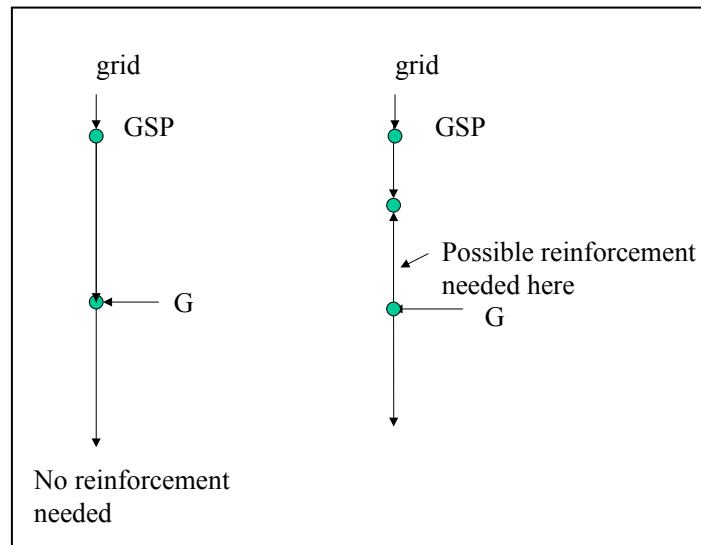 grid
GSP
G
No reinforcement
needed
grid
GSP
Possible reinforcement
needed here
G